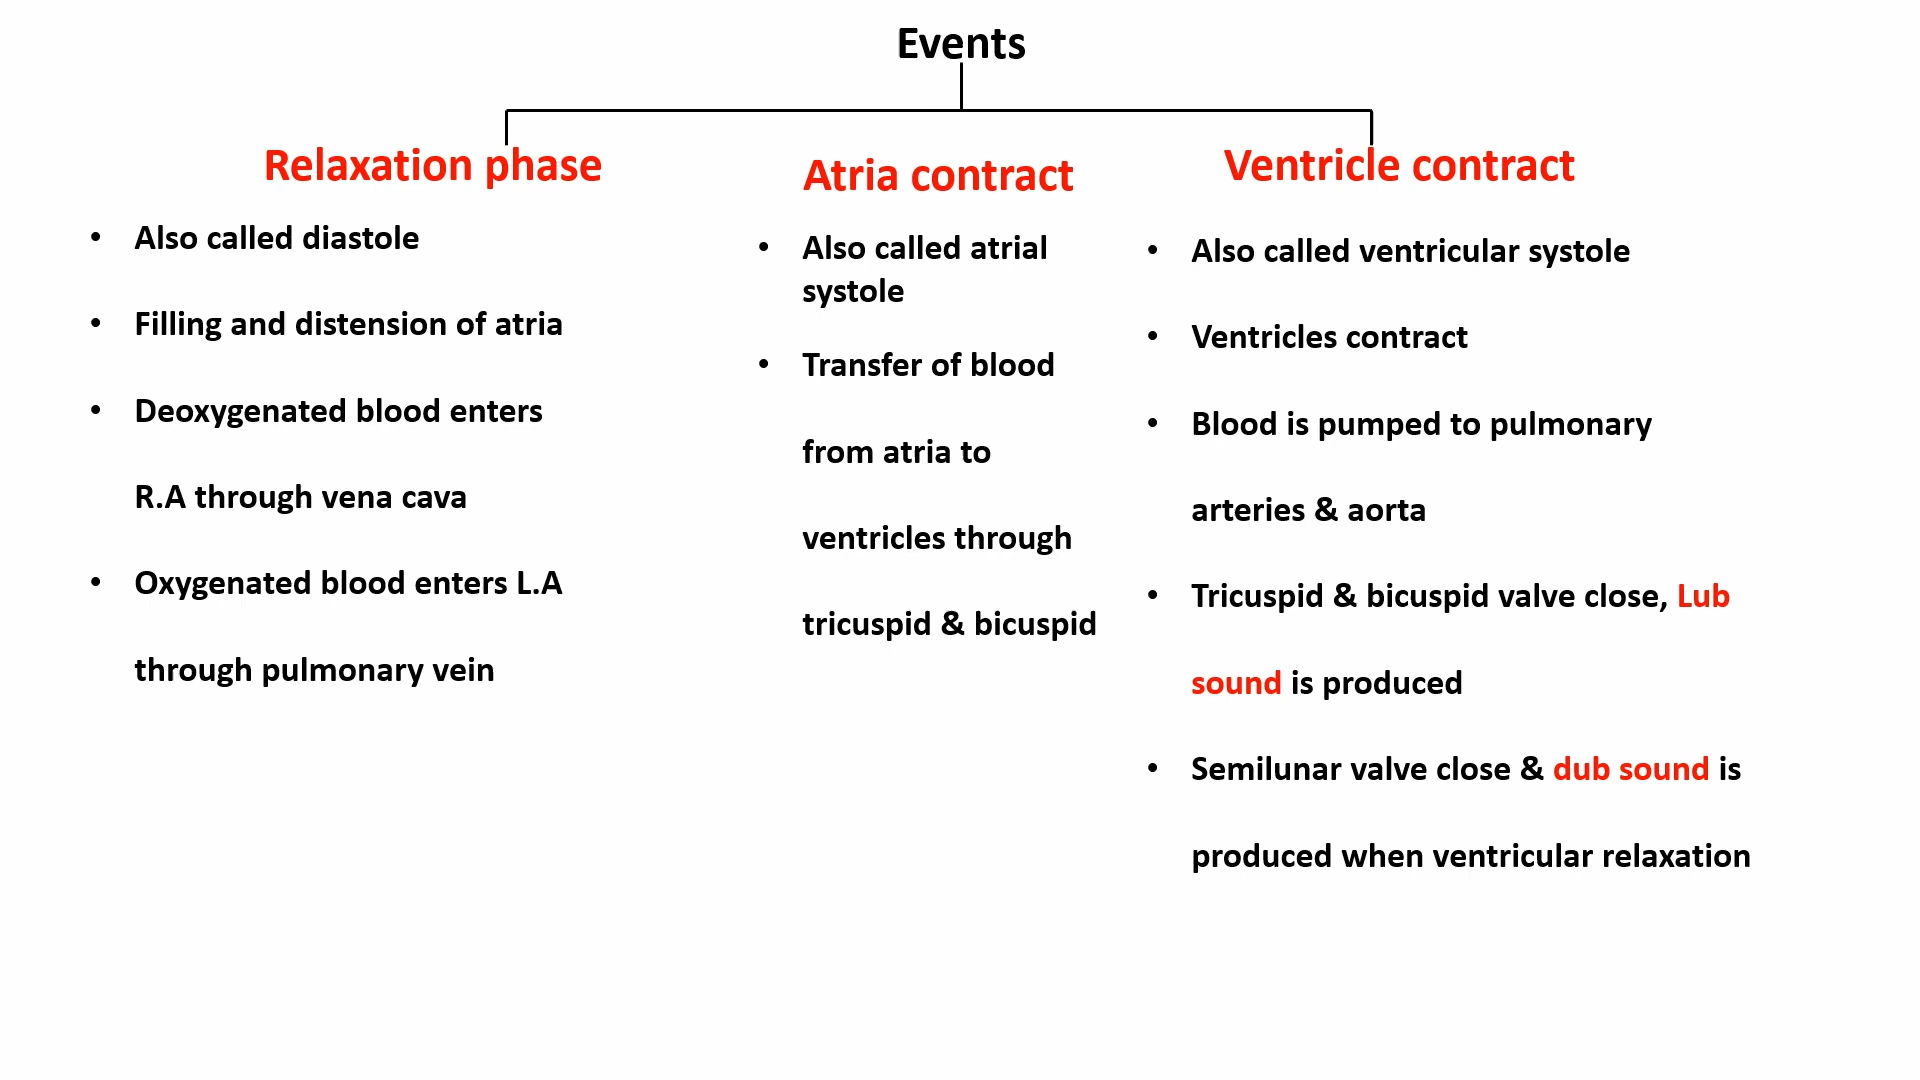 Events
Relaxation phase
• Also called diastole
• Filling and distension of atria
• Deoxygenated blood enters
R.A through vena cava
• Oxygenated blood enters L.A
through pulmonary vein
Atria contract
• Also called atrial
systole
• Transfer of blood
from atria to
ventricles through
tricuspid & bicuspid
Ventricle contract
• Also called ventricular systole
• Ventricles contract
• Blood is pumped to pulmonary
arteries & aorta
• Tricuspid & bicuspid valve close, Lub
sound is produced
• Semilunar valve close & dub sound is
produced when ventricular relaxation